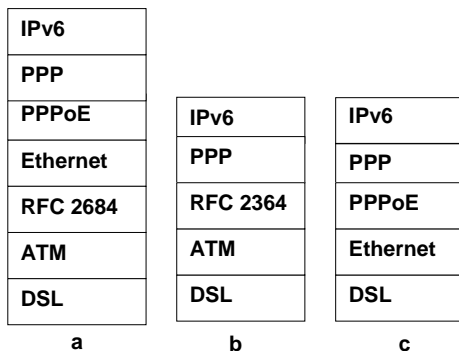 IPv6
PPP
PPPoE
Ethernet
RFC 2684
ATM
DSL
a
IPv6
PPP
RFC 2364
ATM
DSL
b
IPv6
PPP
PPPoE
Ethernet
DSL
c